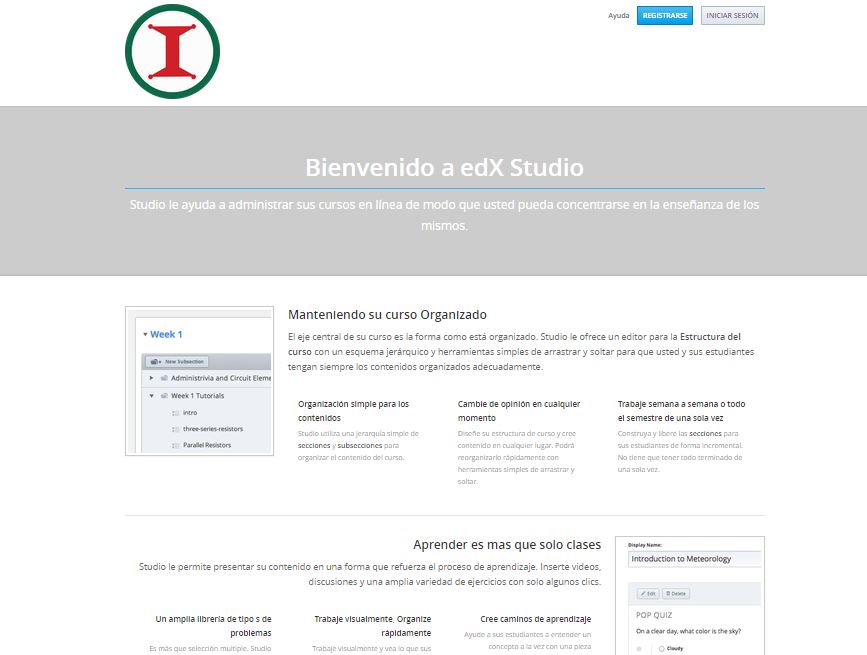 Ayuda REGISTRARSE INICIAR SESIÓN
Bienvenido a edX Studio
Studio le ayuda a administrar sus cursos en línea de modo que usted pueda concentrarse en la enseñanza de los
mismos.
Week 1
New Subsection
Administrivia and Circuit Eleme
Week 1 Tutorials
intro
three-series-resistors
Parallel Resistors
Manteniendo su curso Organizado
El eje central de su curso es la forma como está organizado. Studio le ofrece un editor para la Estructura del
curso con un esquema jerárquico y herramientas simples de arrastrar y soltar para que usted y sus estudiantes
tengan siempre los contenidos organizados adecuadamente.
Organización simple para los
contenidos
Studio utiliza una jerarquía simple de
secciones y subsecciones para
organizar el contenido del curso.
Cambie de opinión en cualquier
momento
Diseñe su estructura de curso y cree
contenido en cualquier lugar. Podrá
reorganizarlo rápidamente con
herramientas simples de arrastrar y
soltar.
Trabaje semana a semana o todo
el semestre de una sola vez
Construya y libere las secciones para
sus estudiantes de forma incremental.
No tiene que tener todo terminado de
una sola vez.
Aprender es mas que solo clases
Studio le permite presentar su contenido en una forma que refuerza el proceso de aprendizaje. Inserte videos,
discusiones y una amplia variedad de ejercicios con solo algunos clics.
Un amplia librería de tipo s de
problemas
Es más que selección multiple. Studio
Trabaje visualmente, Organize
rápidamente
Trabaje visualmente y vea lo que sus
Cree caminos de aprendizaje
Ayude a sus estudiantes a entender un
concepto a la vez con una pieza
Display Name:
Introduction to Meteorology
Edit Delete
POP QUIZ
On a clear day, what color is the sky?
Cloudy